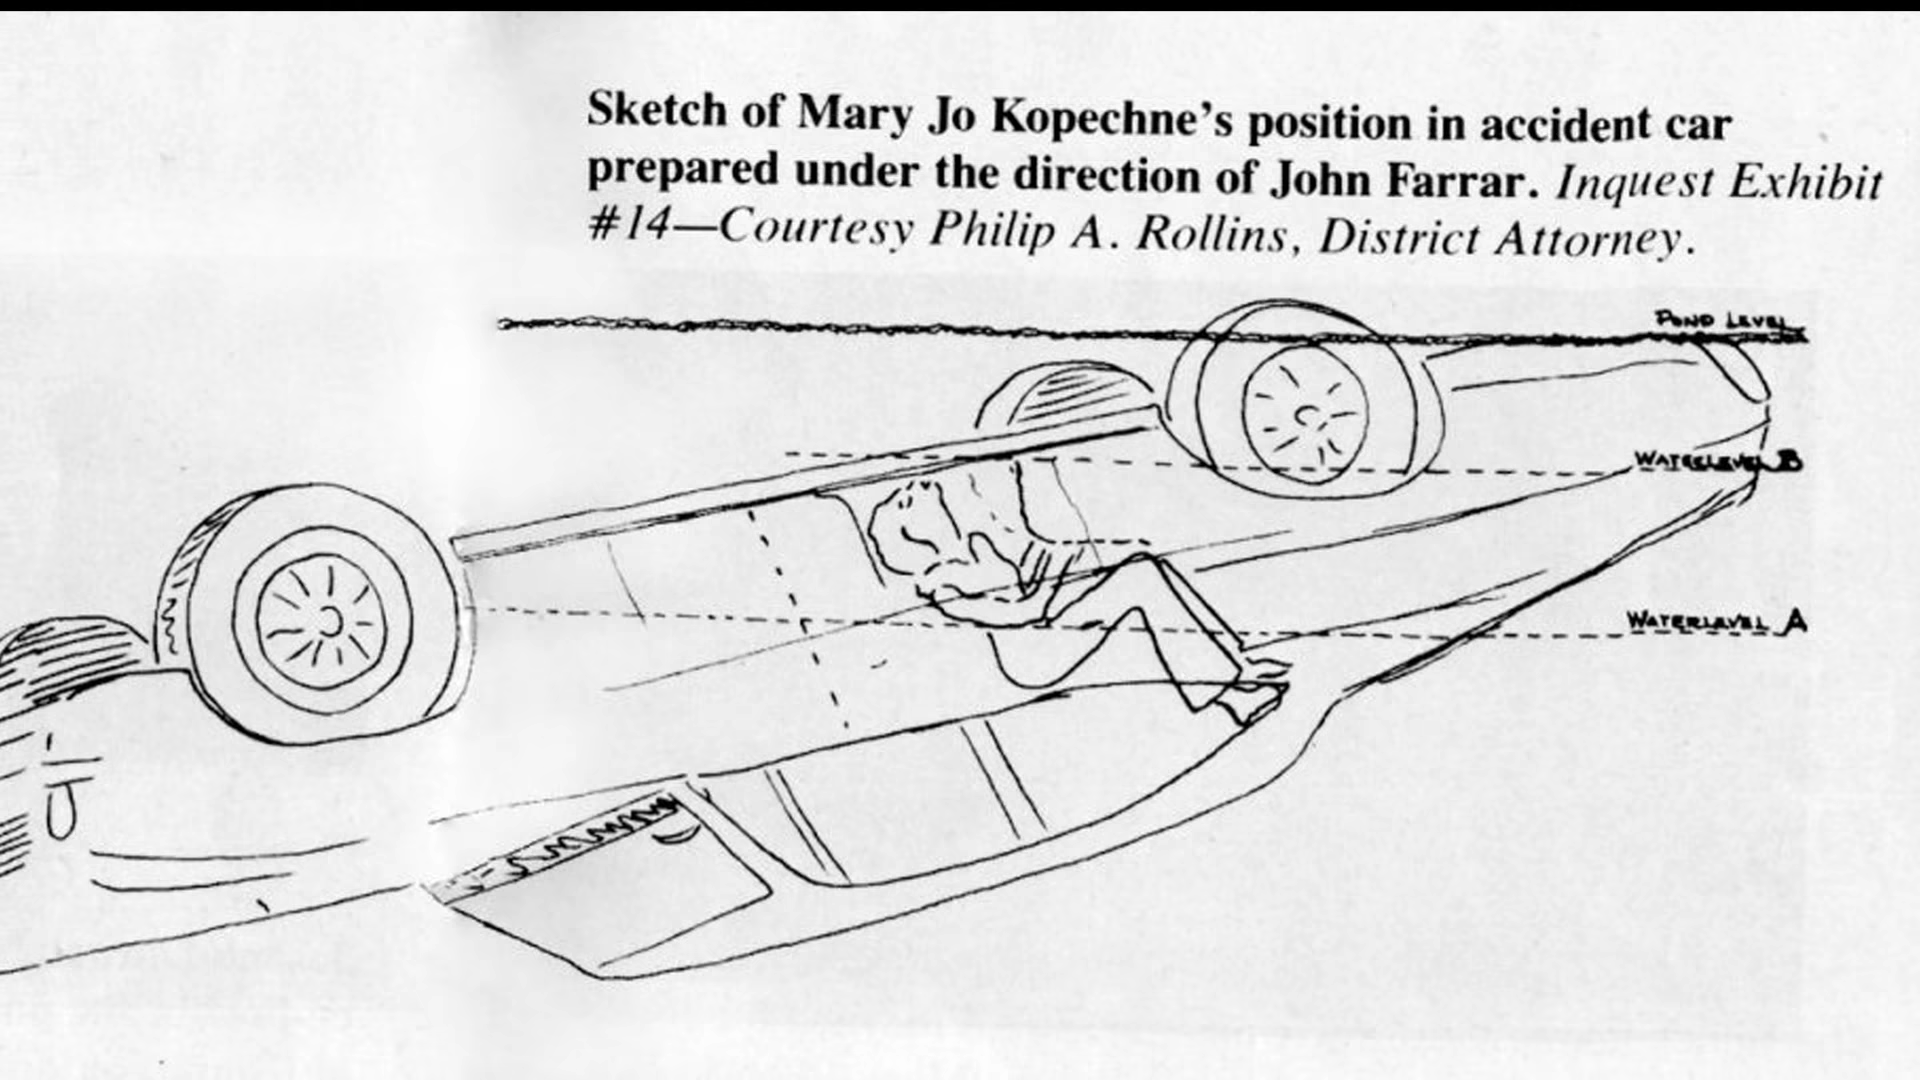 Sketch of Mary Jo Kopechne's position in accident car
prepared under the direction of John Farrar. Inquest Exhibit
#14—Courtesy Philip A. Rollins, District Attorney.
POND LEVEL
WATERLEVEL B
WATERLEVEL A